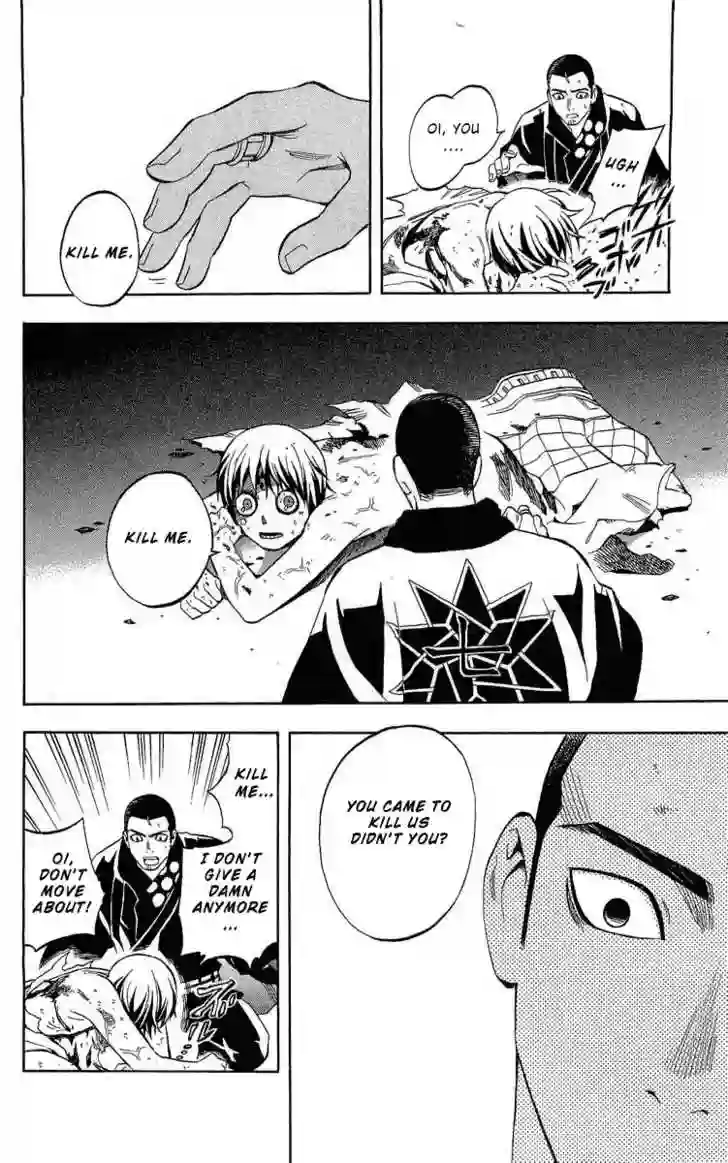 UGH
...
OI, YOU
....
KILL ME.
KILL ME.
七
YOU CAME TO
KILL US
DIDN'T YOU?
KILL
ME...
I DON'T
GIVE A
DAMN
ANYMORE
...
OI,
DON'T
MOVE
ABOUT!